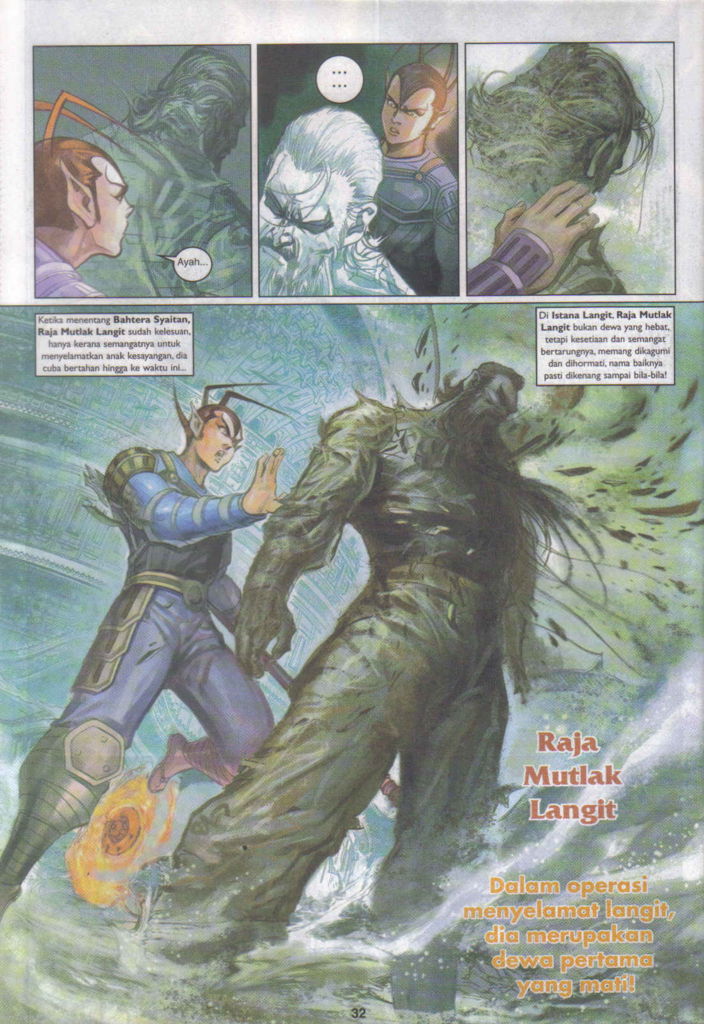 Ayah...
... ...
Ketika menentang Bahtera Syaitan,
Raja Mutlak Langit sudah kelesuan,
hanya kerana semangatnya untuk
menyelamatkan anak kesayangan, dia
cuba bertahan hingga ke waktu ini...
Di Istana Langit, Raja Mutlak
Langit bukan dewa yang hebat,
tetapi kesetiaan dan semangat
bertarungnya, memang dikagumi
dan dihormati, nama baiknya
pasti dikenang sampai bila-bila!
Raja
Mutlak
Langit
Dalam operasi
menyelamat langit,
dia merupakan
dewa pertama
yang mati!
32